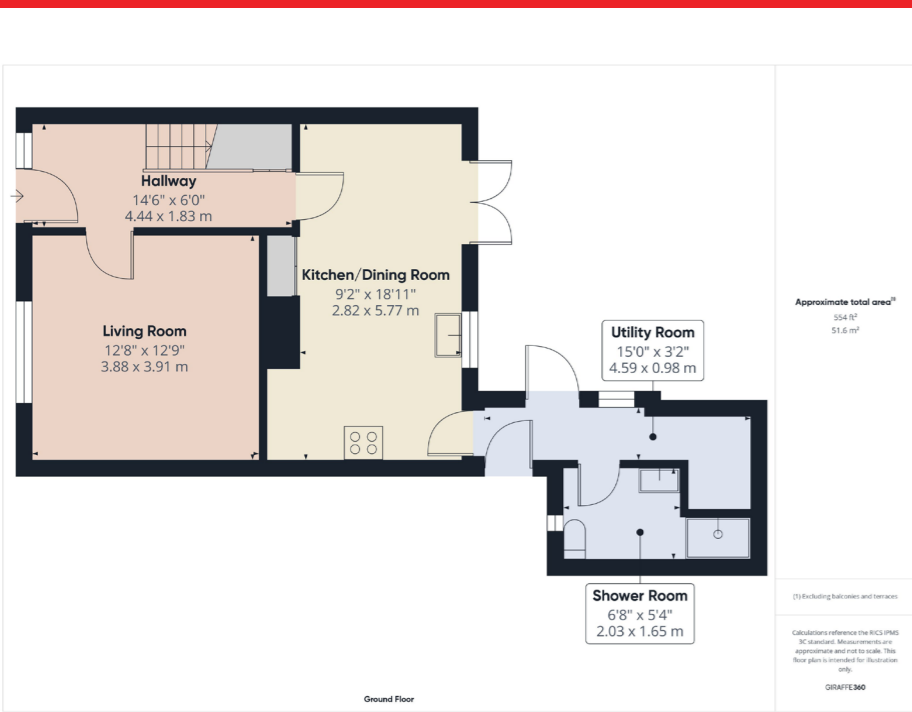 Hallway
14'6" x 6'0"
4.44 x 1.83 m
Kitchen/Dining Room
9'2" x 18'11"
2.82 x 5.77 m
Living Room
12'8" x 12'9"
3.88 x 3.91 m
Utility Room
15'0" x 3'2"
4.59 x 0.98 m
Shower Room
6'8" x 5'4"
2.03 x 1.65 m
Ground Floor
Approximate total area⁽¹⁾
554 ft²
51.6 m²
(1) Excluding balconies and terraces
Calculations reference the RICS IPMS
3C standard. Measurements are
approximate and not to scale. This
floor plan is intended for illustration
only.
GIRAFFE360